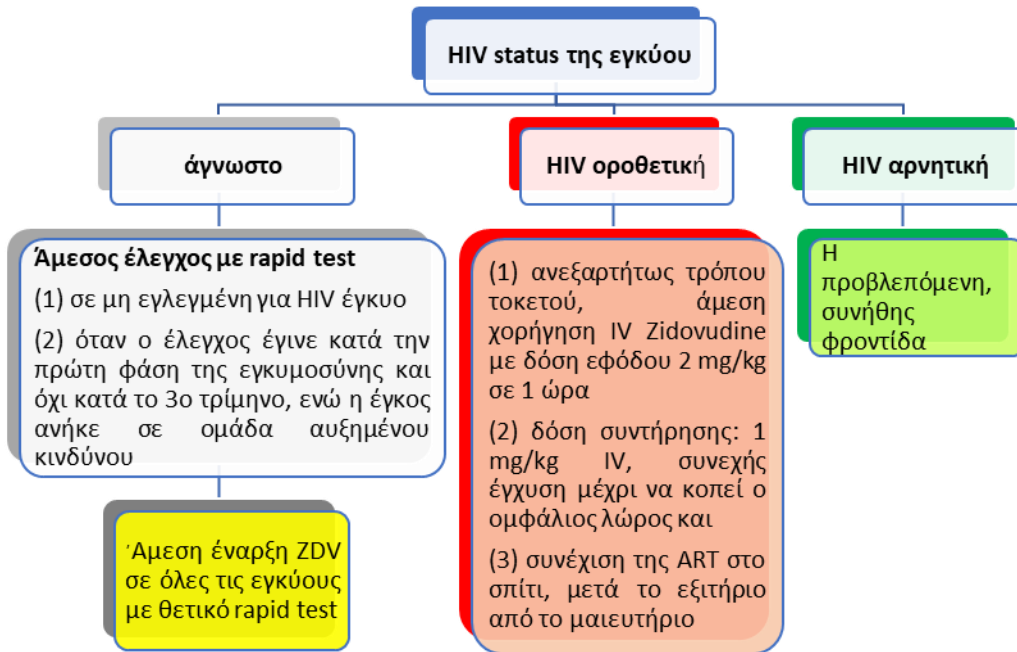 HIV status της εγκύου
άγνωστο
Άμεσος έλεγχος με rapid test
(1) σε μη εγλεγμένη για HIV έγκυο
(2) όταν ο έλεγχος έγινε κατά την
πρώτη φάση της εγκυμοσύνης και
όχι κατά το 3ο τρίμηνο, ενώ η έγκος
ανήκε σε ομάδα αυξημένου
κινδύνου
Άμεση έναρξη ZDV
σε όλες τις εγκύους
με θετικό rapid test
HIV οροθετική
(1) ανεξαρτήτως τρόπου
τοκετού, άμεση
χορήγηση IV Zidovudine
με δόση εφόδου 2 mg/kg
σε 1 ώρα
(2) δόση συντήρησης: 1
mg/kg IV, συνεχής
έγχυση μέχρι να κοπεί ο
ομφάλιος λώρος και
(3) συνέχιση της ART στο
σπίτι, μετά το εξιτήριο
από το μαιευτήριο
HIV αρνητική
Η
προβλεπόμενη,
συνήθης
φροντίδα